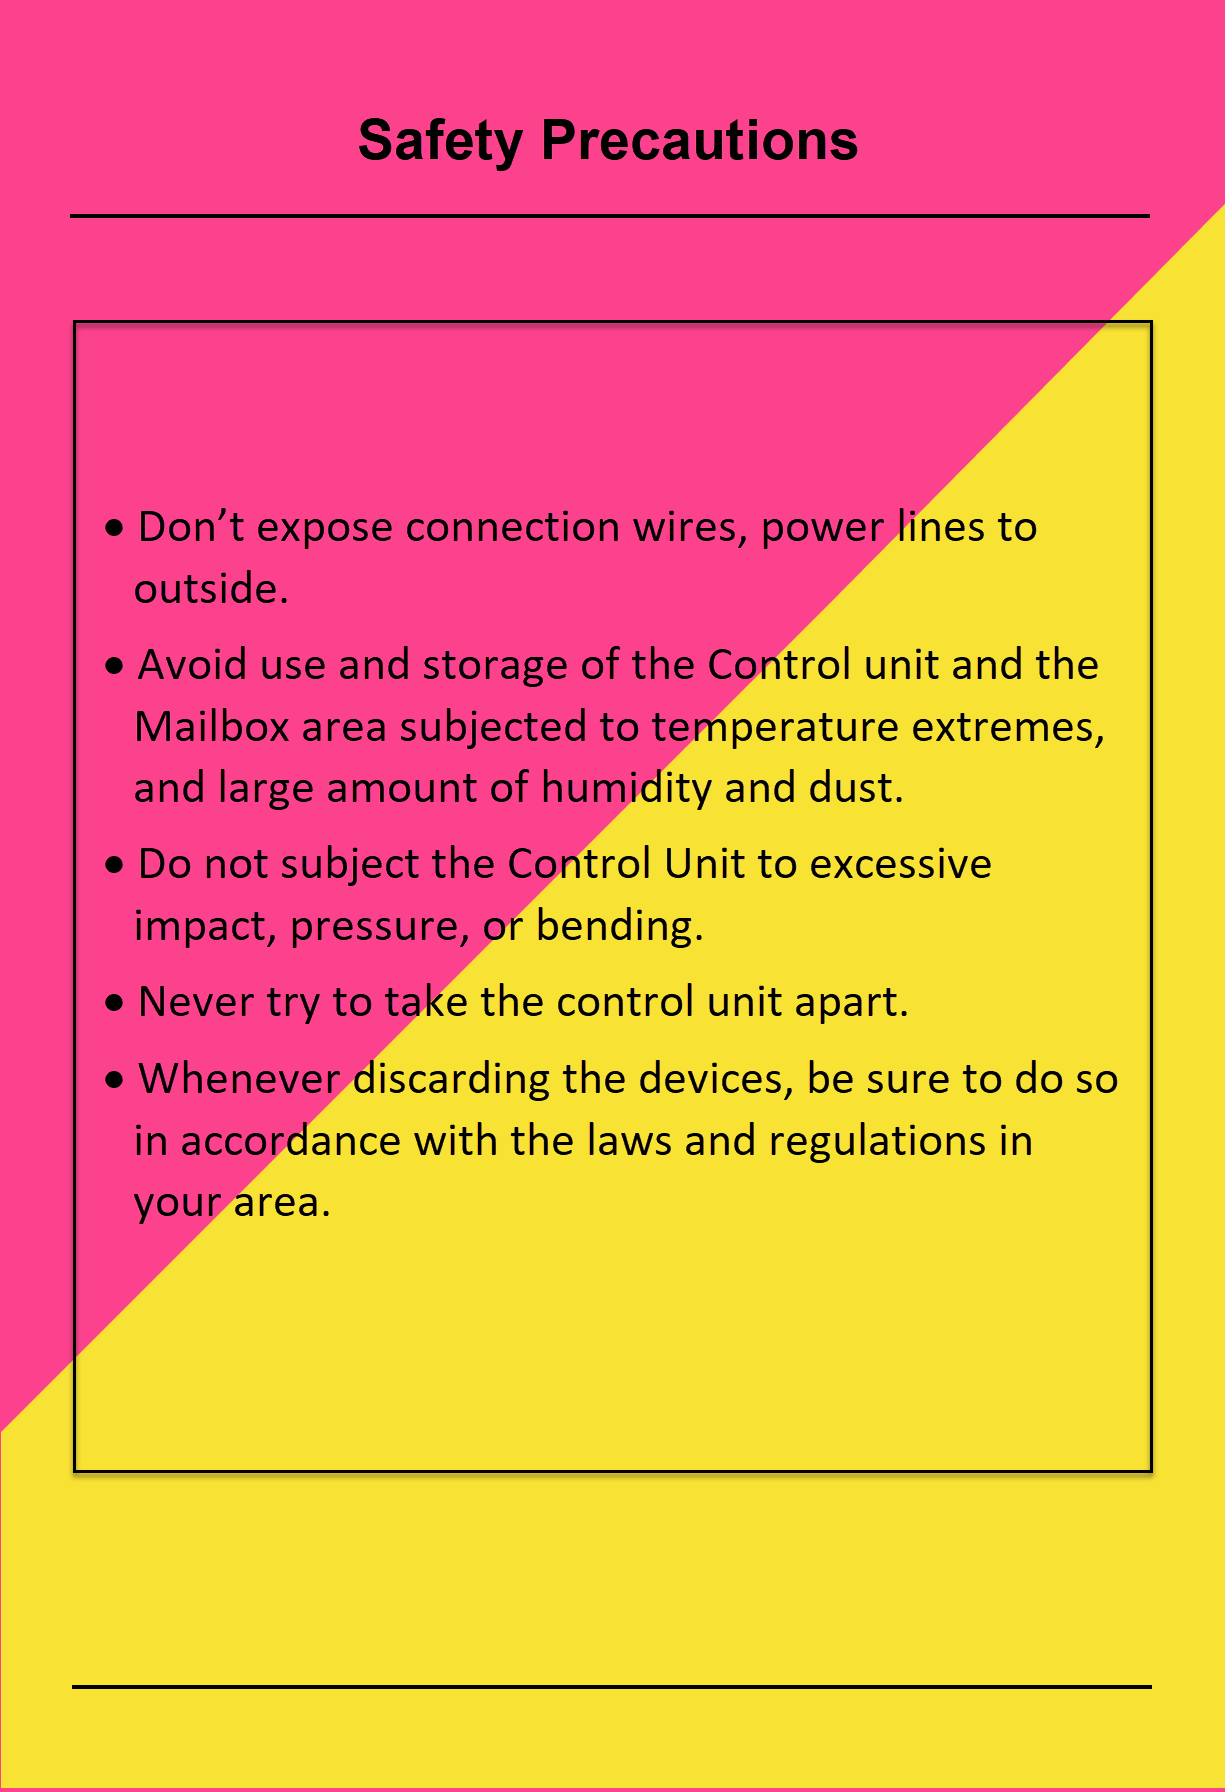 Safety Precautions
• Don’t expose connection wires, power lines to
outside.
• Avoid use and storage of the Control unit and the
Mailbox area subjected to temperature extremes,
and large amount of humidity and dust.
• Do not subject the Control Unit to excessive
impact, pressure, or bending.
• Never try to take the control unit apart.
• Whenever discarding the devices, be sure to do so
in accordance with the laws and regulations in
your area.